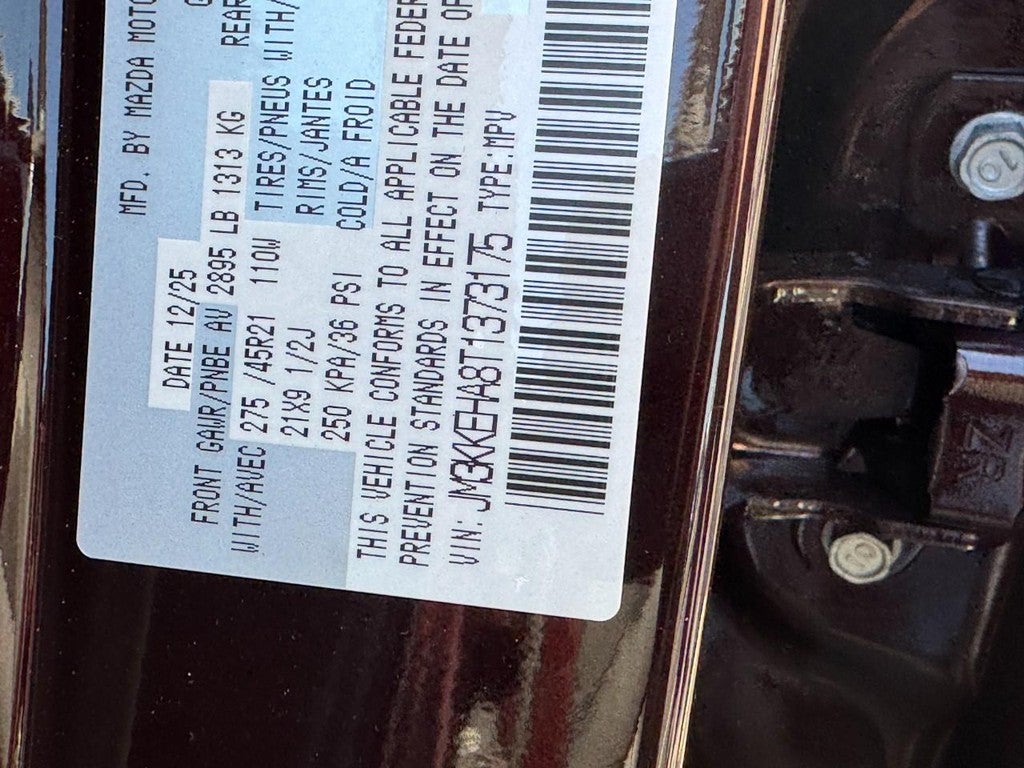 MFD. BY MAZDA MOTO
DATE 12/25
FRONT GAWR/PNBE AV 2895 LB 1313 KG REAR
WITH/AVEC 275 /45R21 110W TIRES/PNEUS WITH/
21X9 1/2J RIMS/JANTES
250 KPA/36 PSI COLD/A FROID
THIS VEHICLE CONFORMS TO ALL APPLICABLE FEDER
PREVENTION STANDARDS IN EFFECT ON THE DATE OF
VIN: JM3KKEHA8T1373175 TYPE:MPV
10